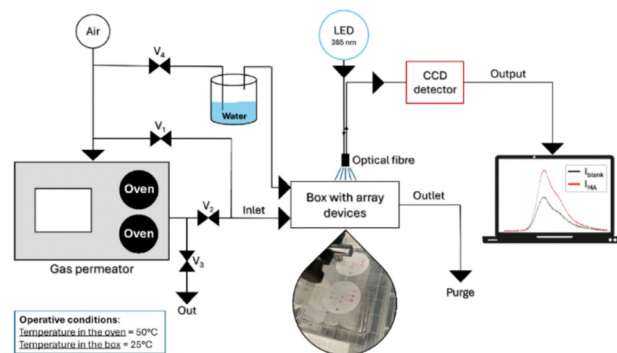 Air
V4
LED
365 nm
CCD
detector
Output
Water
V1
Optical fibre
Iblank
IMA
Oven
Oven
V2
Inlet
Box with array
devices
Outlet
Gas permeator
V3
Out
Purge
Operative conditions:
Temperature in the oven = 50ºC
Temperature in the box = 25ºC